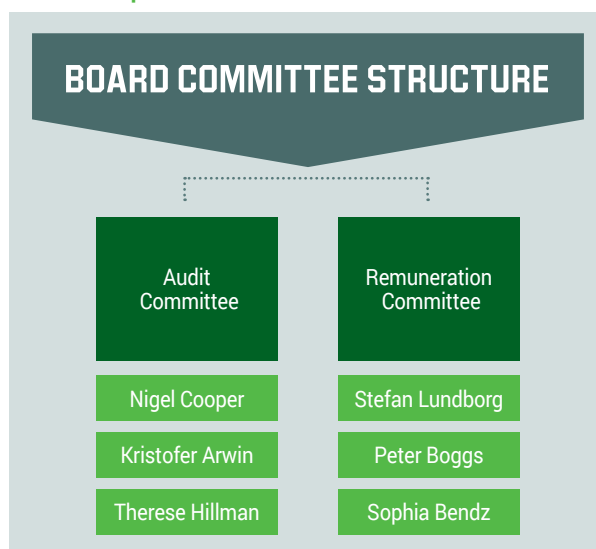 BOARD COMMITTEE STRUCTURE
Audit
Committee
Nigel Cooper
Kristofer Arwin
Therese Hillman
Remuneration
Committee
Stefan Lundborg
Peter Boggs
Sophia Bendz